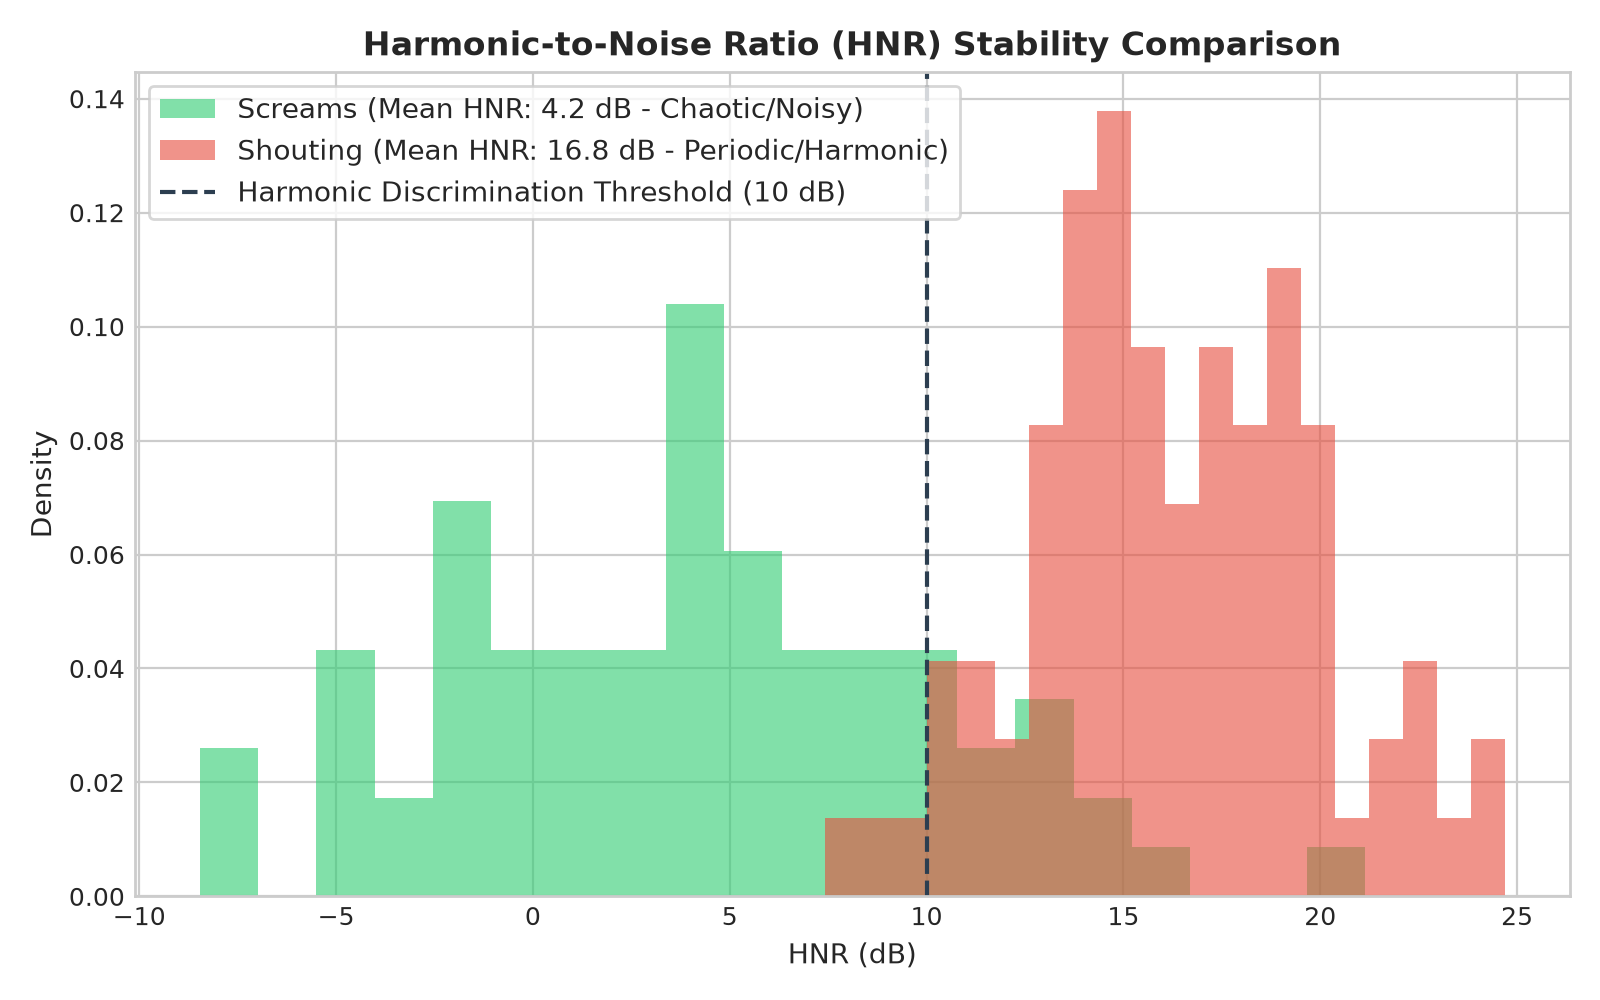 Harmonic-to-Noise Ratio (HNR) Stability Comparison
Screams (Mean HNR: 4.2 dB - Chaotic/Noisy)
Shouting (Mean HNR: 16.8 dB - Periodic/Harmonic)
Harmonic Discrimination Threshold (10 dB)
0.14
0.12
0.10
0.08
0.06
0.04
0.02
0.00
Density
−10 −5 0 5 10 15 20 25
HNR (dB)